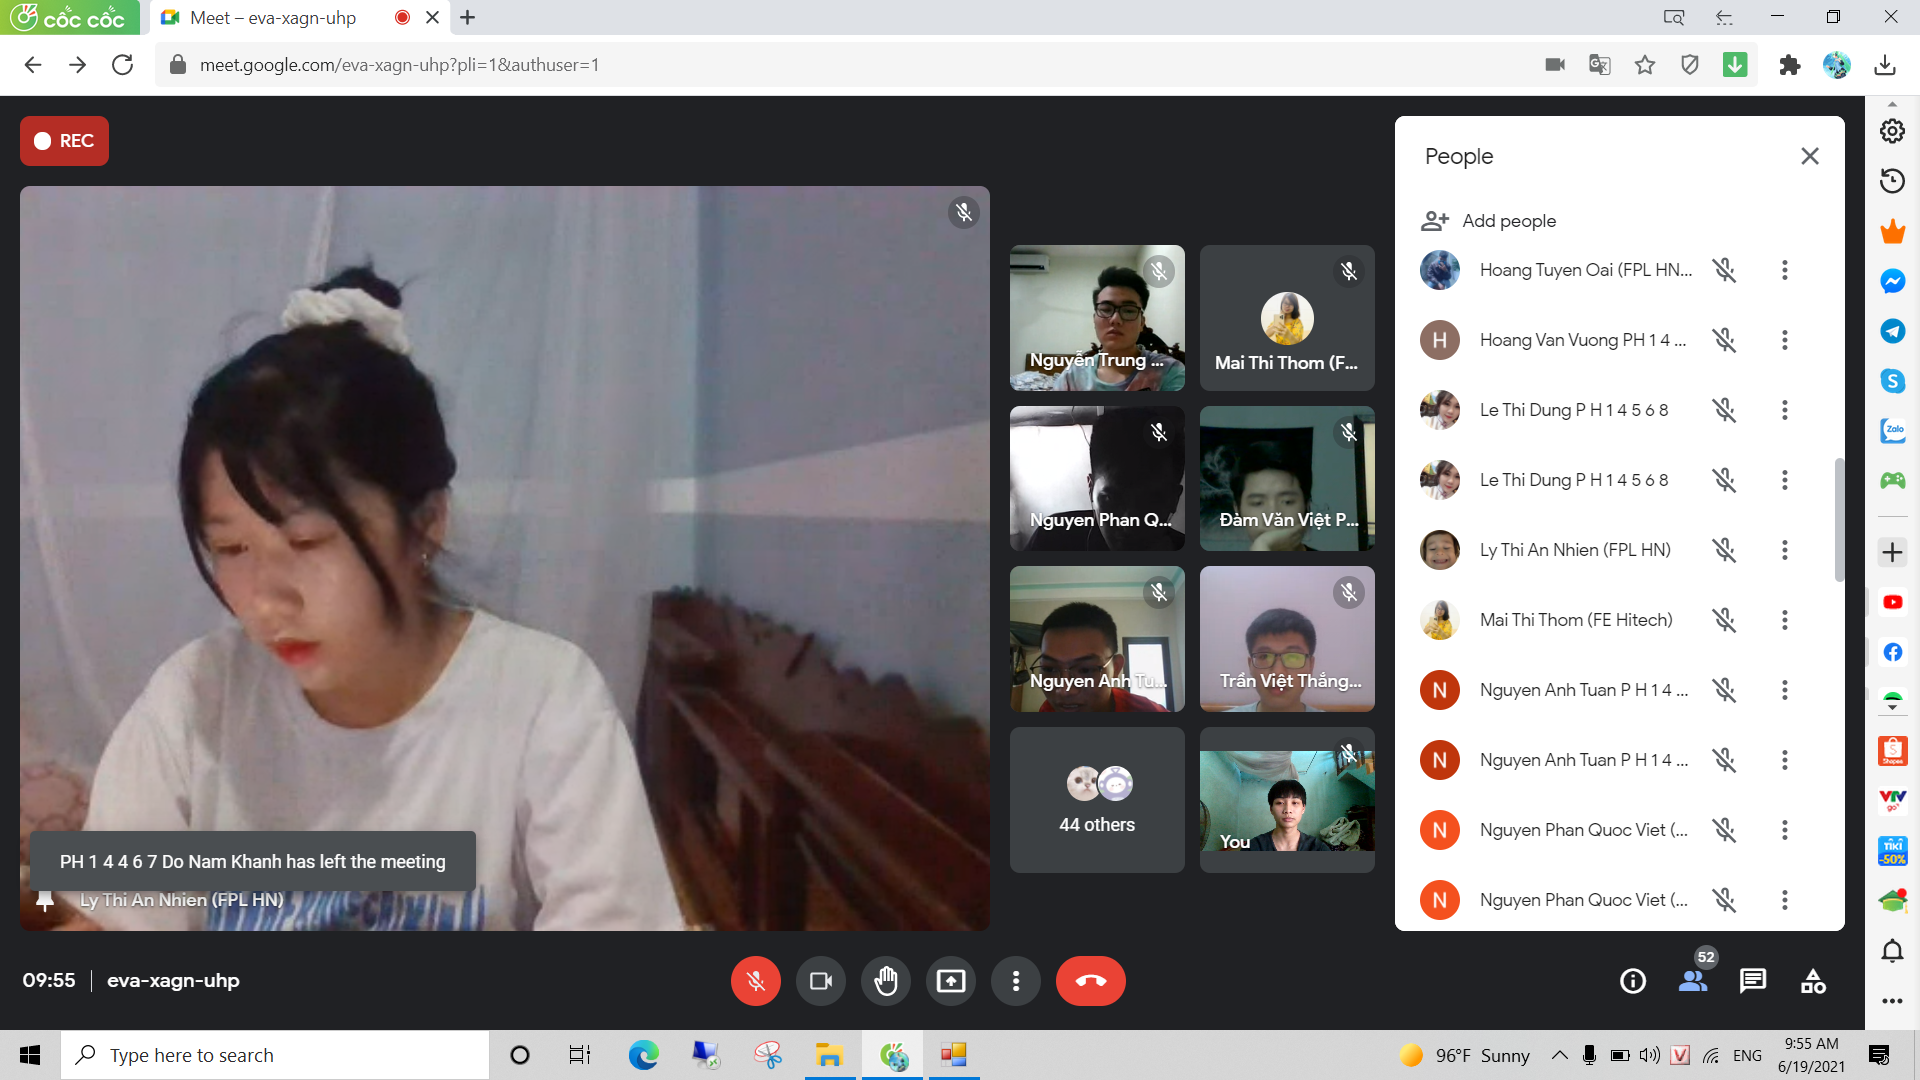 cốc cốc
Meet – eva-xagn-uhp
meet.google.com/eva-xagn-uhp?pli=1&authuser=1
REC
PH 1 4 4 6 7 Do Nam Khanh has left the meeting
Ly Thi An Nhien (FPL HN)
Nguyễn Trung ...
Mai Thi Thom (F...
Nguyen Phan Q...
Đàm Văn Việt P...
Nguyen Anh Tu...
Trần Việt Thắng...
44 others
You
People
Add people
Hoang Tuyen Oai (FPL HN...
H
Hoang Van Vuong PH 1 4 ...
Le Thi Dung P H 1 4 5 6 8
Le Thi Dung P H 1 4 5 6 8
Ly Thi An Nhien (FPL HN)
Mai Thi Thom (FE Hitech)
N
Nguyen Anh Tuan P H 1 4 ...
N
Nguyen Anh Tuan P H 1 4 ...
N
Nguyen Phan Quoc Viet (...
N
Nguyen Phan Quoc Viet (...
Zalo
Shopee
VTV
go
TIKI
-50%
09:55
eva-xagn-uhp
52
Type here to search
96°F Sunny
ENG
9:55 AM
6/19/2021